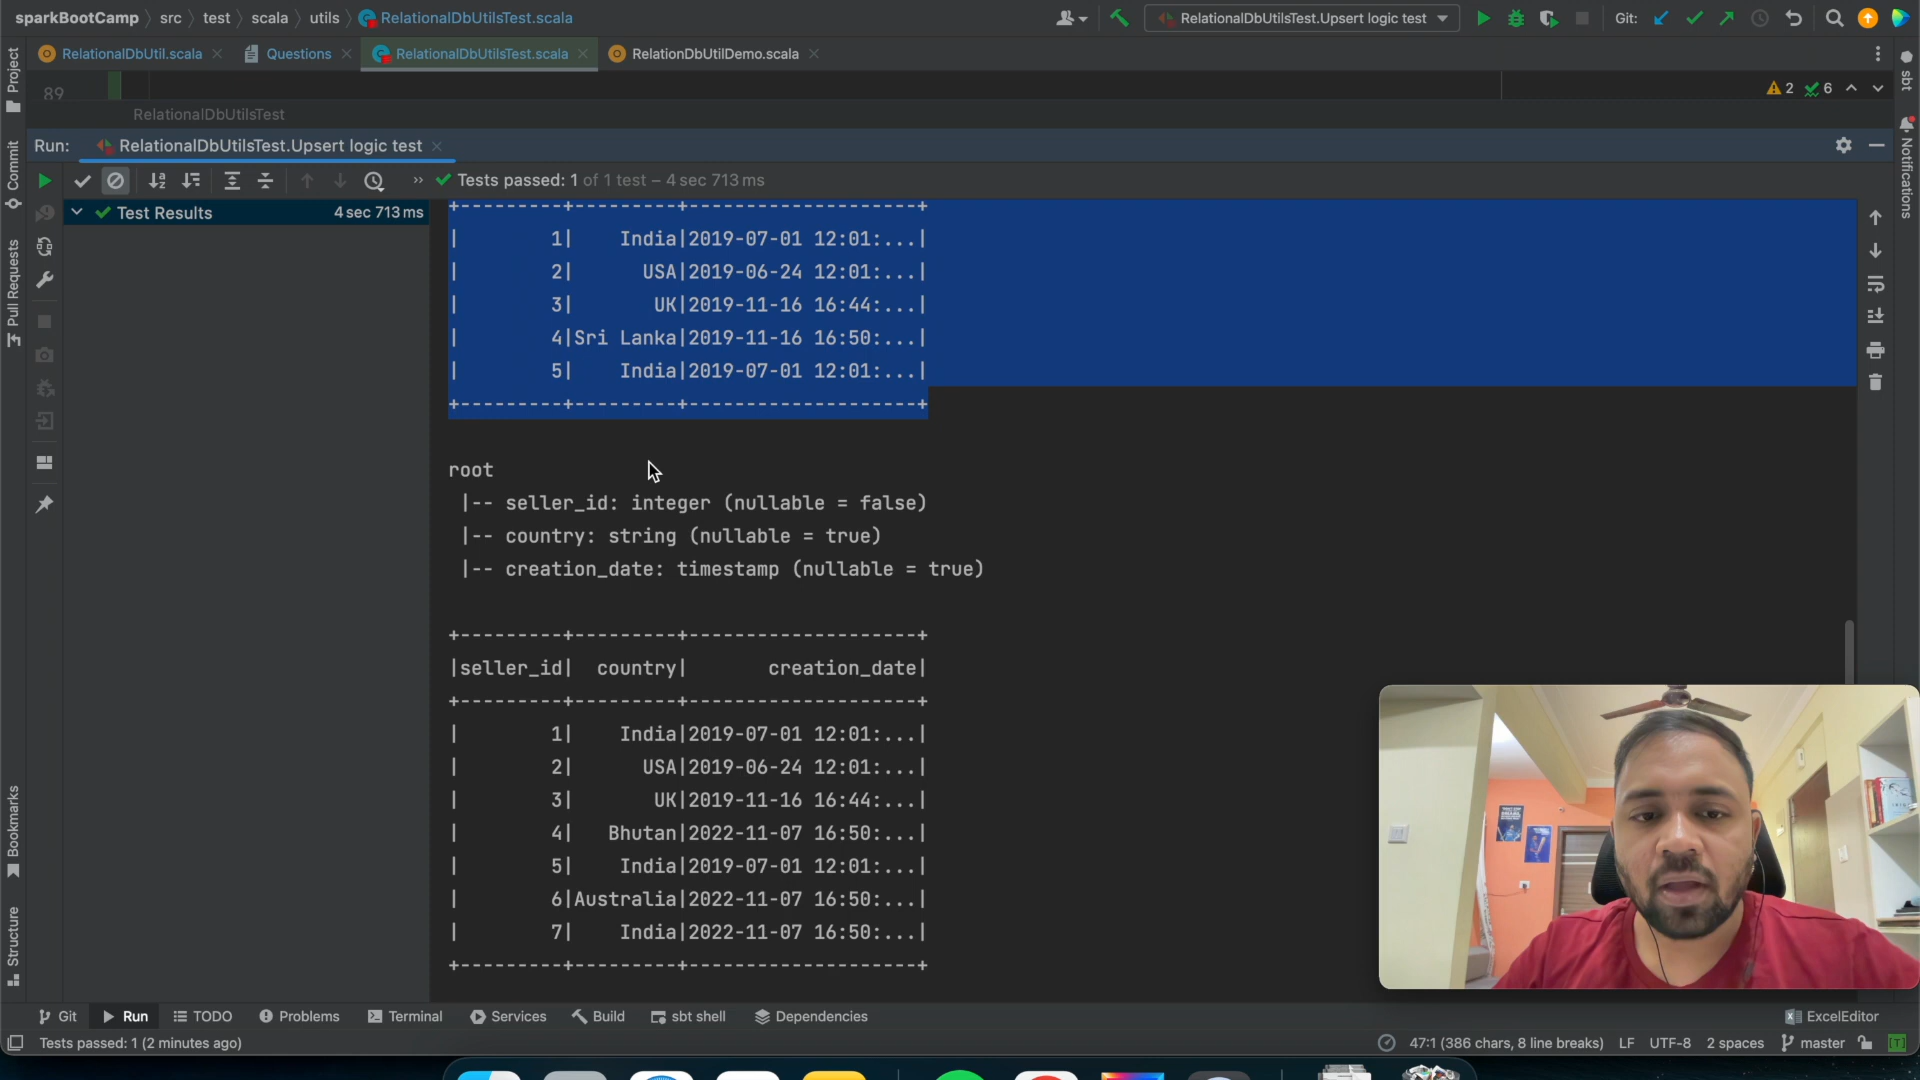 sparkBootCamp src test scala utils RelationalDbUtilsTest.scala RelationalDbUtilsTest.Upsert logic test Git:
RelationalDbUtil.scala Questions RelationalDbUtilsTest.scala RelationDbUtilDemo.scala
89 2 6
RelationalDbUtilsTest
Run: RelationalDbUtilsTest.Upsert logic test
Tests passed: 1 of 1 test – 4 sec 713 ms
Test Results 4 sec 713 ms
+---------+---------+--------------------+
| 1| India|2019-07-01 12:01:...|
| 2| USA|2019-06-24 12:01:...|
| 3| UK|2019-11-16 16:44:...|
| 4|Sri Lanka|2019-11-16 16:50:...|
| 5| India|2019-07-01 12:01:...|
+---------+---------+--------------------+
root
|-- seller_id: integer (nullable = false)
|-- country: string (nullable = true)
|-- creation_date: timestamp (nullable = true)
+---------+---------+--------------------+
|seller_id| country| creation_date|
+---------+---------+--------------------+
| 1| India|2019-07-01 12:01:...|
| 2| USA|2019-06-24 12:01:...|
| 3| UK|2019-11-16 16:44:...|
| 4| Bhutan|2022-11-07 16:50:...|
| 5| India|2019-07-01 12:01:...|
| 6|Australia|2022-11-07 16:50:...|
| 7| India|2022-11-07 16:50:...|
+---------+---------+--------------------+
Project
Commit
Pull Requests
Bookmarks
Structure
sbt
Notifications
Git Run TODO Problems Terminal Services Build sbt shell Dependencies ExcelEditor
Tests passed: 1 (2 minutes ago) 47:1 (386 chars, 8 line breaks) LF UTF-8 2 spaces master [T]